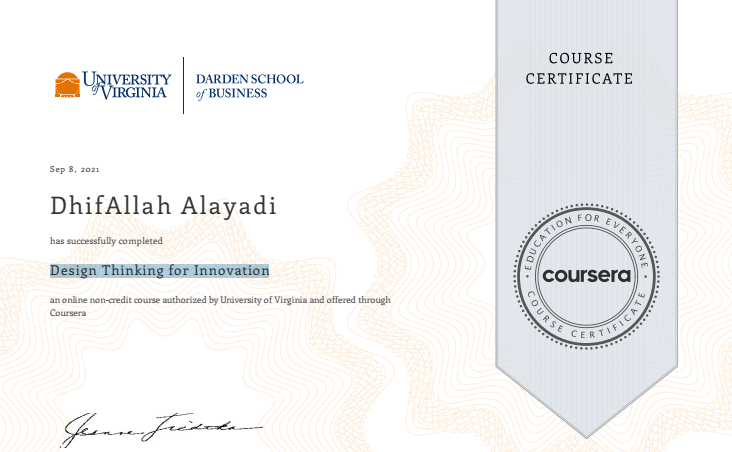 UNIVERSITY
of VIRGINIA
DARDEN SCHOOL
of BUSINESS
COURSE
CERTIFICATE
Sep 8, 2021
DhifAllah Alayadi
has successfully completed
Design Thinking for Innovation
an online non-credit course authorized by University of Virginia and offered through
Coursera
EDUCATION FOR EVERYONE
coursera
COURSE CERTIFICATE